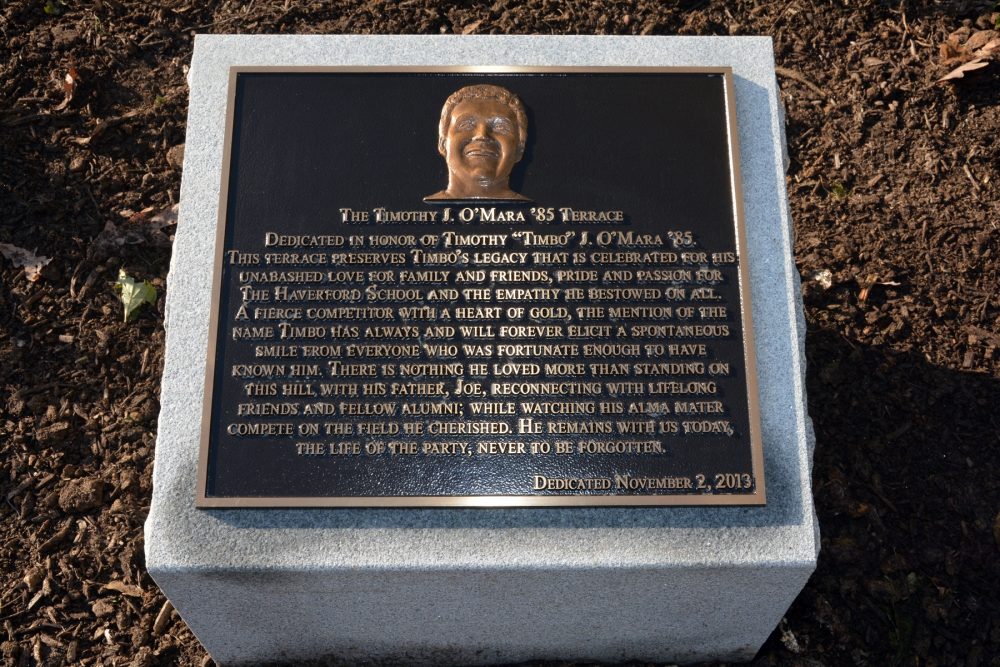 The Timothy J. O'Mara '85 Terrace
Dedicated in honor of Timothy "Timbo" J. O'Mara '85.
This terrace preserves Timbo's legacy that is celebrated for his
unabashed love for family and friends, pride and passion for
The Haverford School and the empathy he bestowed on all.
A fierce competitor with a heart of gold, the mention of the
name Timbo has always and will forever elicit a spontaneous
smile from everyone who was fortunate enough to have
known him. There is nothing he loved more than standing on
this hill with his father, Joe, reconnecting with lifelong
friends and fellow alumni; while watching his alma mater
compete on the field he cherished. He remains with us today,
the life of the party, never to be forgotten.
Dedicated November 2, 2013